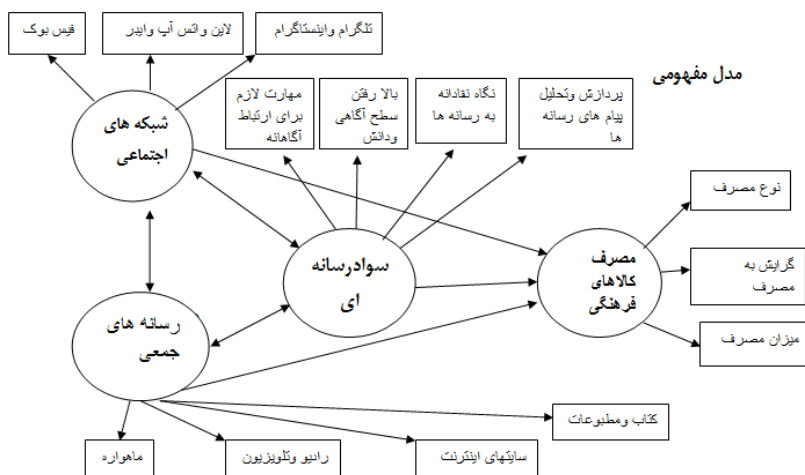 تلگرام واینستاگرام
لاین واتس آپ وایبر
فیس بوک
مدل مفهومی
پردازش وتحلیل
پیام های رسانه
ها
نگاه نقادانه
به رسانه ها
بالا رفتن
سطح آگاهی
ودانش
مهارت لازم
برای ارتباط
آگاهانه
شبکه های
اجتماعی
نوع مصرف
مصرف
کالاهای
فرهنگی
سوادرسانه
ای
گرایش به
مصرف
رسانه های
جمعی
میزان مصرف
کتاب ومطبوعات
سایتهای اینترنت
رادیو وتلویزیون
ماهواره